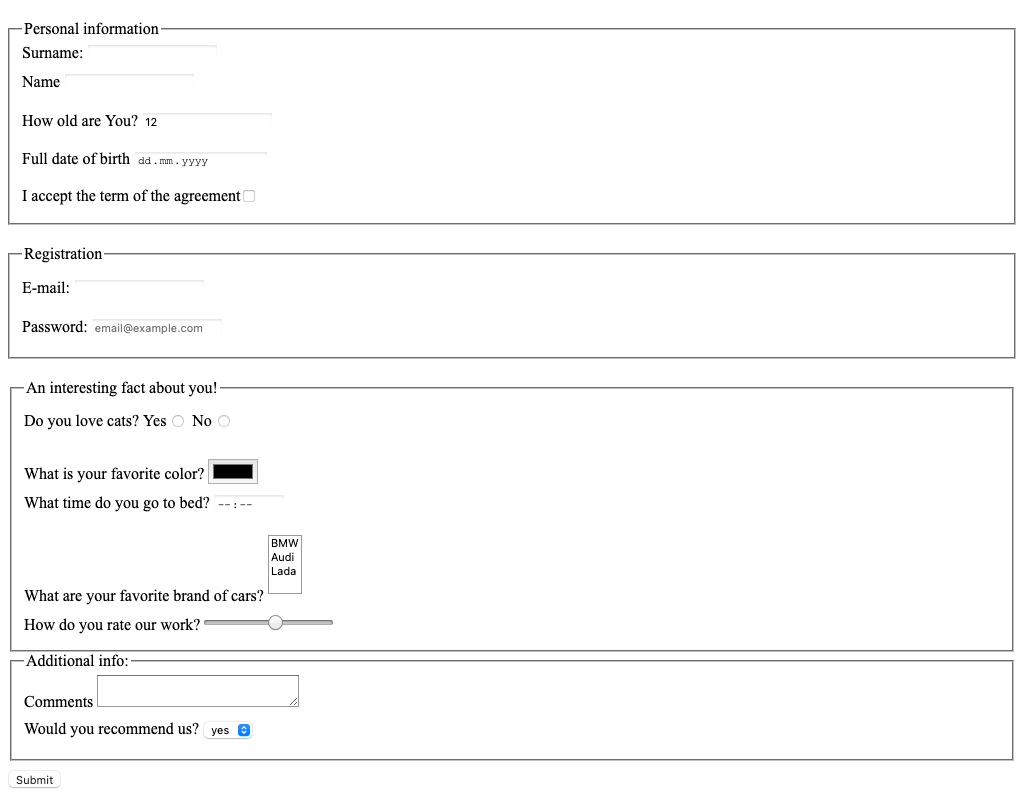 Personal information
Surname:
Name
How old are You? 12
Full date of birth dd.mm.yyyy
I accept the term of the agreement
Registration
E-mail:
Password: email@example.com
An interesting fact about you!
Do you love cats? Yes No
What is your favorite color?
What time do you go to bed? --:--
BMW
Audi
Lada
What are your favorite brand of cars?
How do you rate our work?
Additional info:
Comments
Would you recommend us? yes
Submit